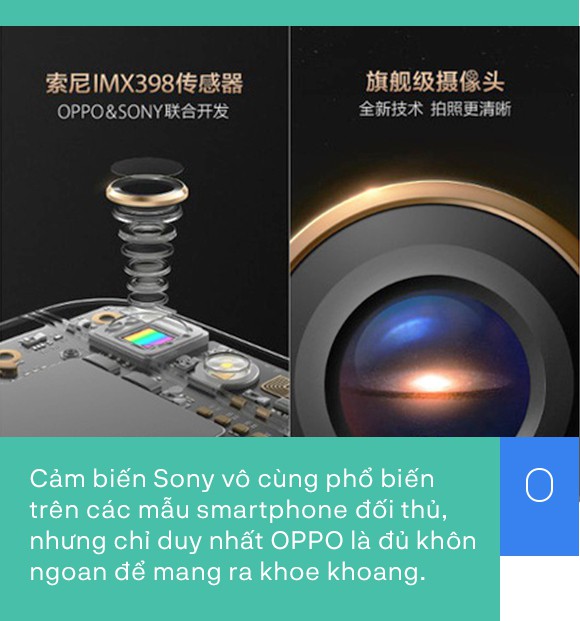 索尼IMX398传感器
OPPO&SONY联合开发
旗舰级摄像头
全新技术 拍照更清晰
Cảm biến Sony vô cùng phổ biến
trên các mẫu smartphone đối thủ,
nhưng chỉ duy nhất OPPO là đủ khôn
ngoan để mang ra khoe khoang.
O